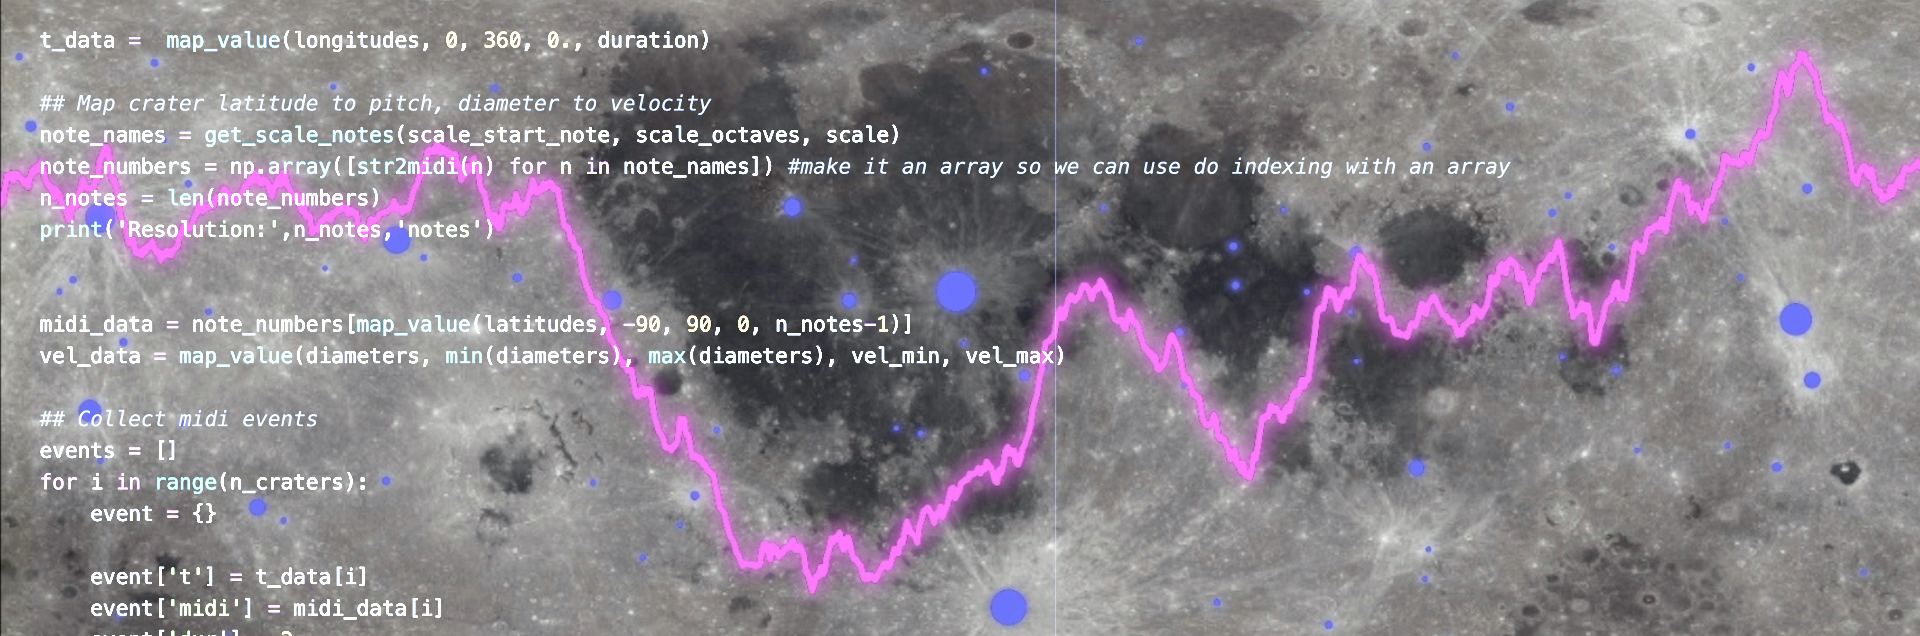 t_data =  map_value(longitudes, 0, 360, 0., duration)
## Map crater latitude to pitch, diameter to velocity
note_names = get_scale_notes(scale_start_note, scale_octaves, scale)
note_numbers = np.array([str2midi(n) for n in note_names]) #make it an array so we can use do indexing with an array
n_notes = len(note_numbers)
print('Resolution:',n_notes,'notes')
midi_data = note_numbers[map_value(latitudes, -90, 90, 0, n_notes-1)]
vel_data = map_value(diameters, min(diameters), max(diameters), vel_min, vel_max)
## Collect midi events
events = []
for i in range(n_craters):
    event = {}
    event['t'] = t_data[i]
    event['midi'] = midi_data[i]